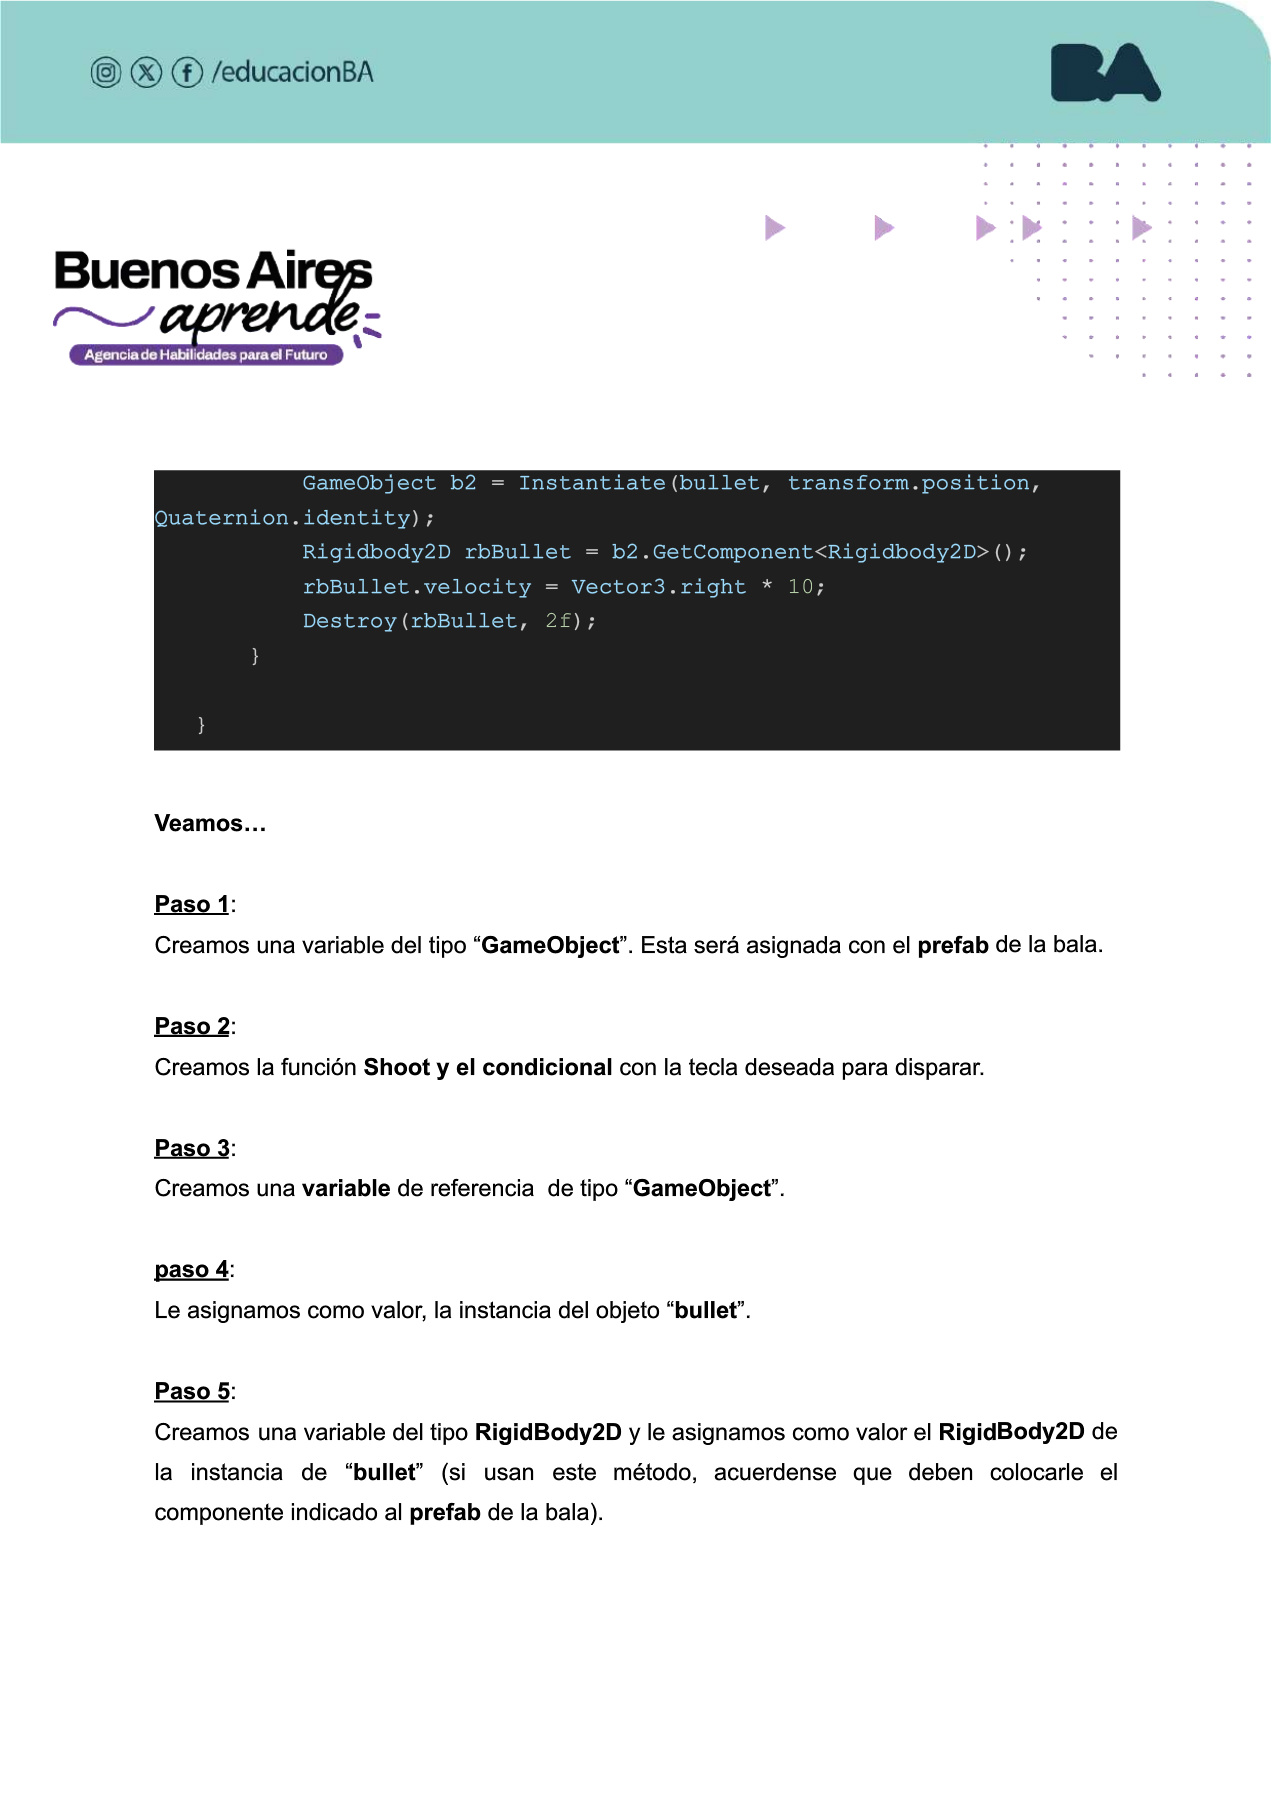 /educacionBA
BA
Buenos Aires
aprende
Agencia de Habilidades para el Futuro
GameObject b2 = Instantiate(bullet, transform.position,
Quaternion.identity);
Rigidbody2D rbBullet = b2.GetComponent<Rigidbody2D>();
rbBullet.velocity = Vector3.right * 10;
Destroy(rbBullet, 2f);
}
}
Veamos…
Paso 1:
Creamos una variable del tipo “GameObject”. Esta será asignada con el prefab de la bala.
Paso 2:
Creamos la función Shoot y el condicional con la tecla deseada para disparar.
Paso 3:
Creamos una variable de referencia  de tipo “GameObject”.
paso 4:
Le asignamos como valor, la instancia del objeto “bullet”.
Paso 5:
Creamos una variable del tipo RigidBody2D y le asignamos como valor el RigidBody2D de
la instancia de “bullet” (si usan este método, acuerdense que deben colocarle el
componente indicado al prefab de la bala).